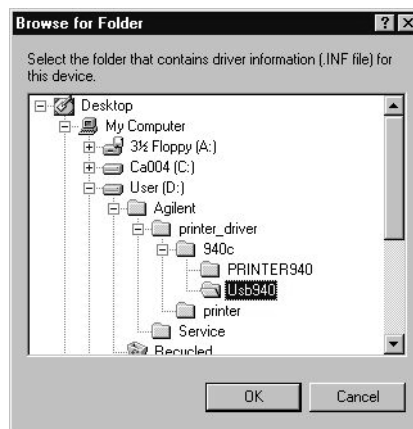 Browse for Folder
Select the folder that contains driver information (.INF file) for
this device.
Desktop
My Computer
3½ Floppy (A:)
Ca004 (C:)
User (D:)
Agilent
printer_driver
940c
PRINTER940
Usb940
printer
Service
Recycled
OK Cancel